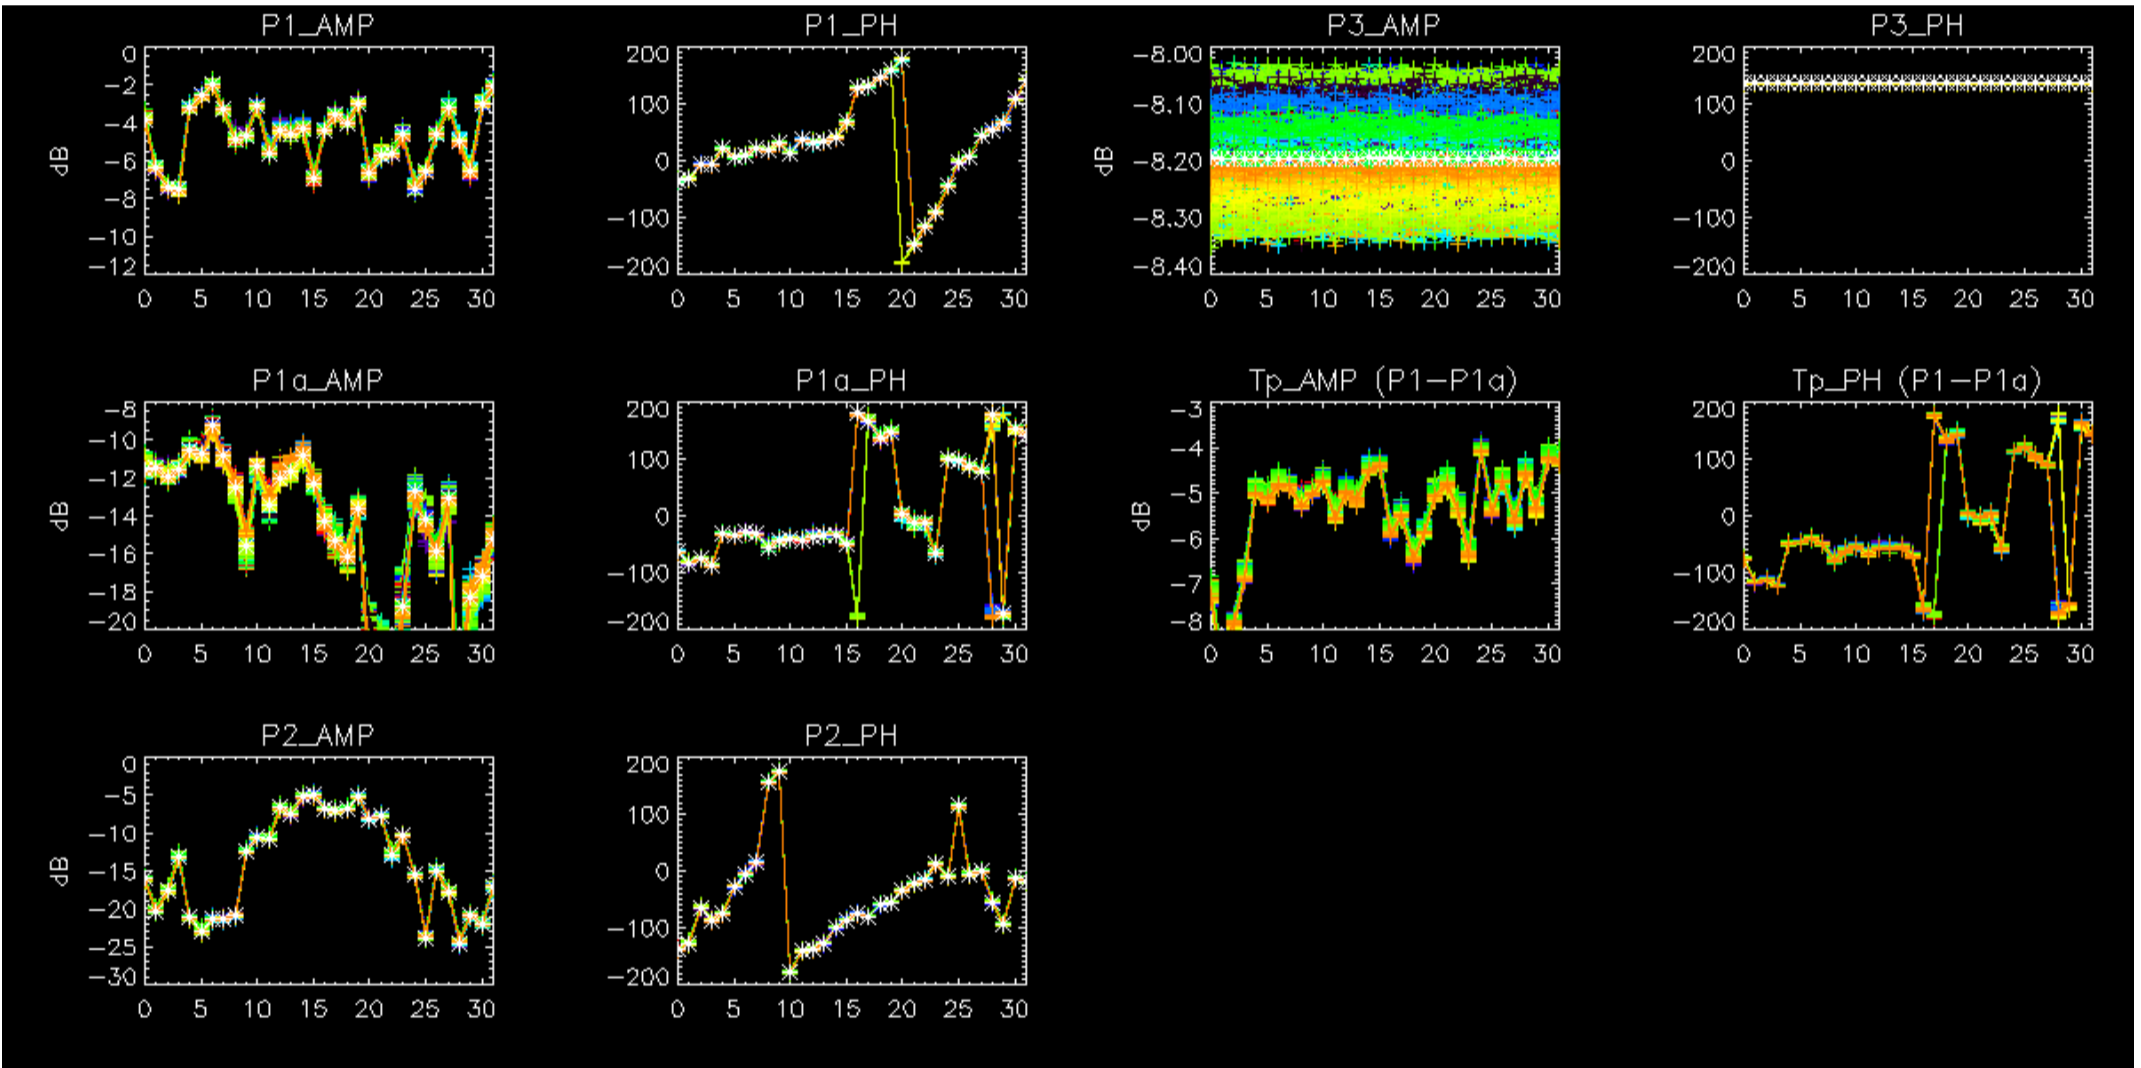 P1_AMP
0
−2
−4
−6
−8
−10
−12
dB
0 5 10 15 20 25 30
P1_PH
200
100
0
−100
−200
0 5 10 15 20 25 30
P3_AMP
−8.00
−8.10
−8.20
−8.30
−8.40
dB
0 5 10 15 20 25 30
P3_PH
200
100
0
−100
−200
0 5 10 15 20 25 30
P1a_AMP
−8
−10
−12
−14
−16
−18
−20
dB
0 5 10 15 20 25 30
P1a_PH
200
100
0
−100
−200
0 5 10 15 20 25 30
Tp_AMP (P1−P1a)
−3
−4
−5
−6
−7
−8
dB
0 5 10 15 20 25 30
Tp_PH (P1−P1a)
200
100
0
−100
−200
0 5 10 15 20 25 30
P2_AMP
0
−5
−10
−15
−20
−25
−30
dB
0 5 10 15 20 25 30
P2_PH
200
100
0
−100
−200
0 5 10 15 20 25 30